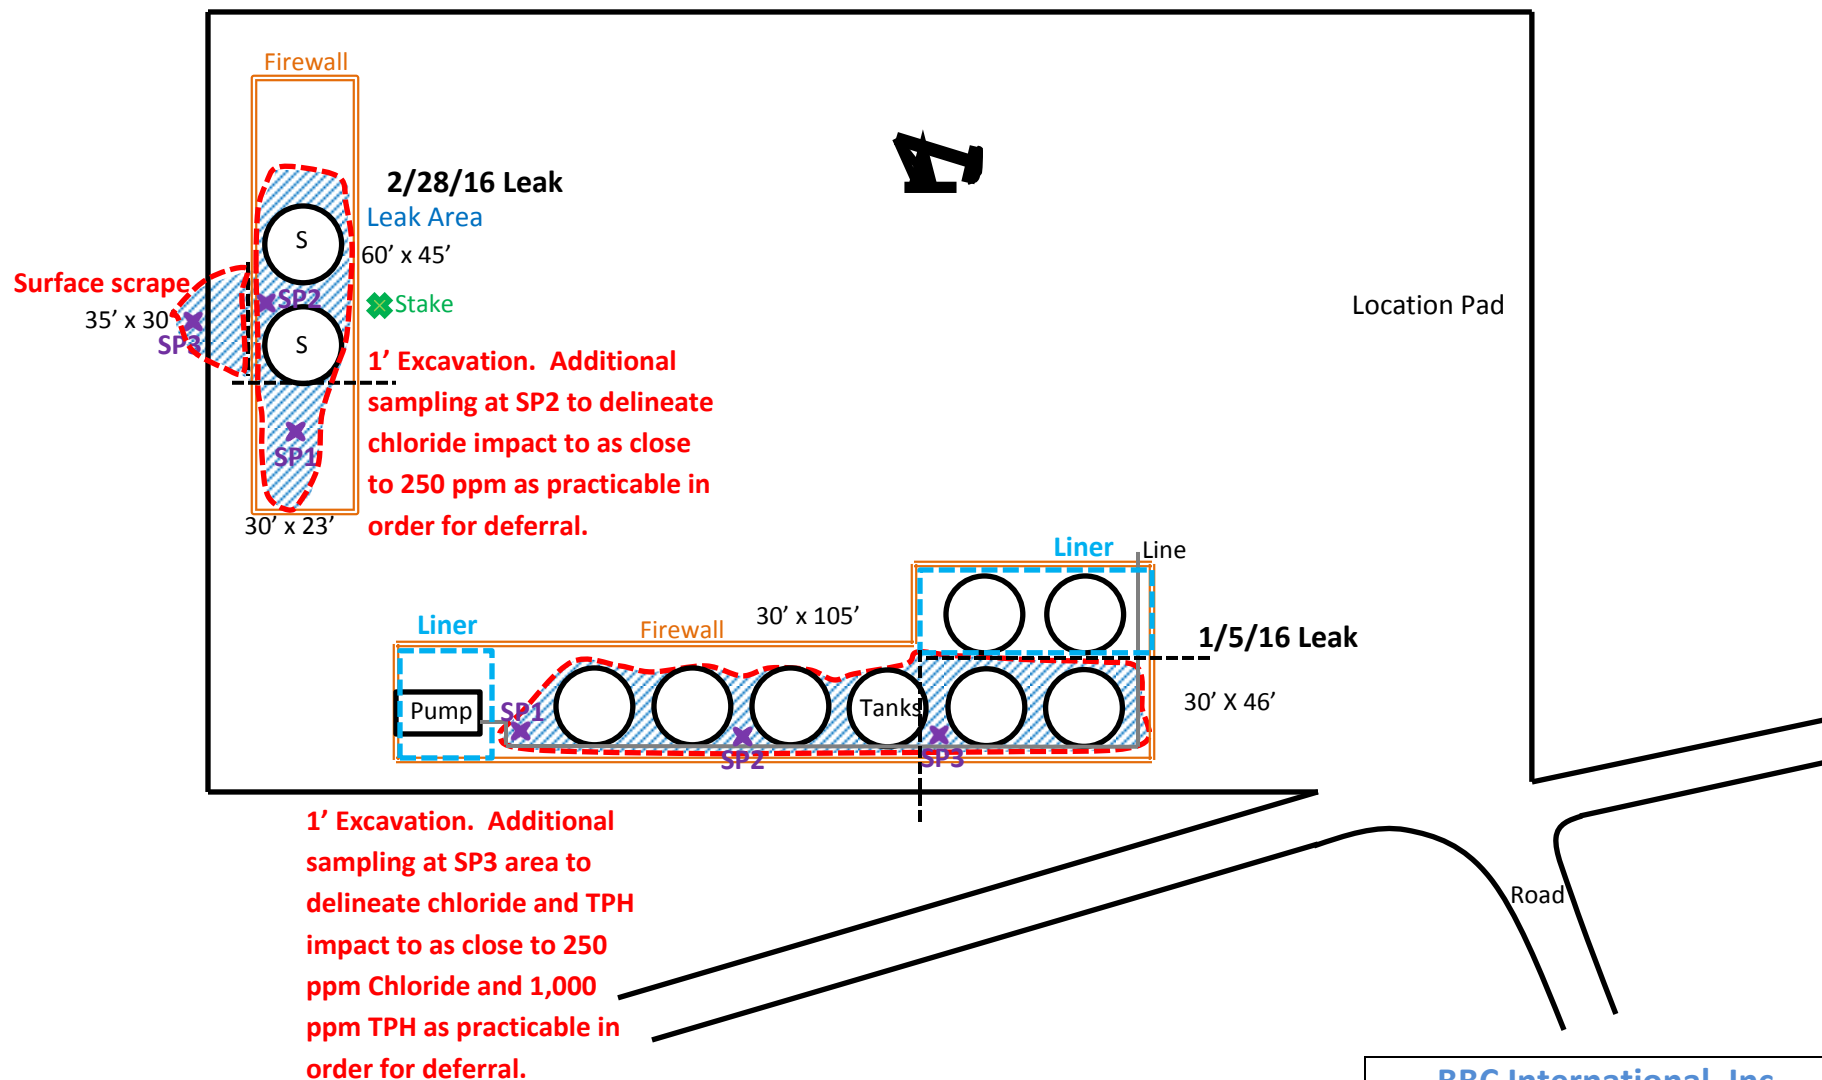 Firewall
2/28/16 Leak
Leak Area
60’ x 45’
S
Surface scrape
35’ x 30’
SP3
SP2
Stake
S
Location Pad
1’ Excavation.  Additional
sampling at SP2 to delineate
chloride impact to as close
to 250 ppm as practicable in
order for deferral.
SP1
30’ x 23’
Liner
Line
30’ x 105’
Liner
Firewall
1/5/16 Leak
30’ X 46’
Pump
SP1
Tanks
SP2
SP3
1’ Excavation.  Additional
sampling at SP3 area to
delineate chloride and TPH
impact to as close to 250
ppm Chloride and 1,000
ppm TPH as practicable in
order for deferral.
Road
BBC International, Inc.